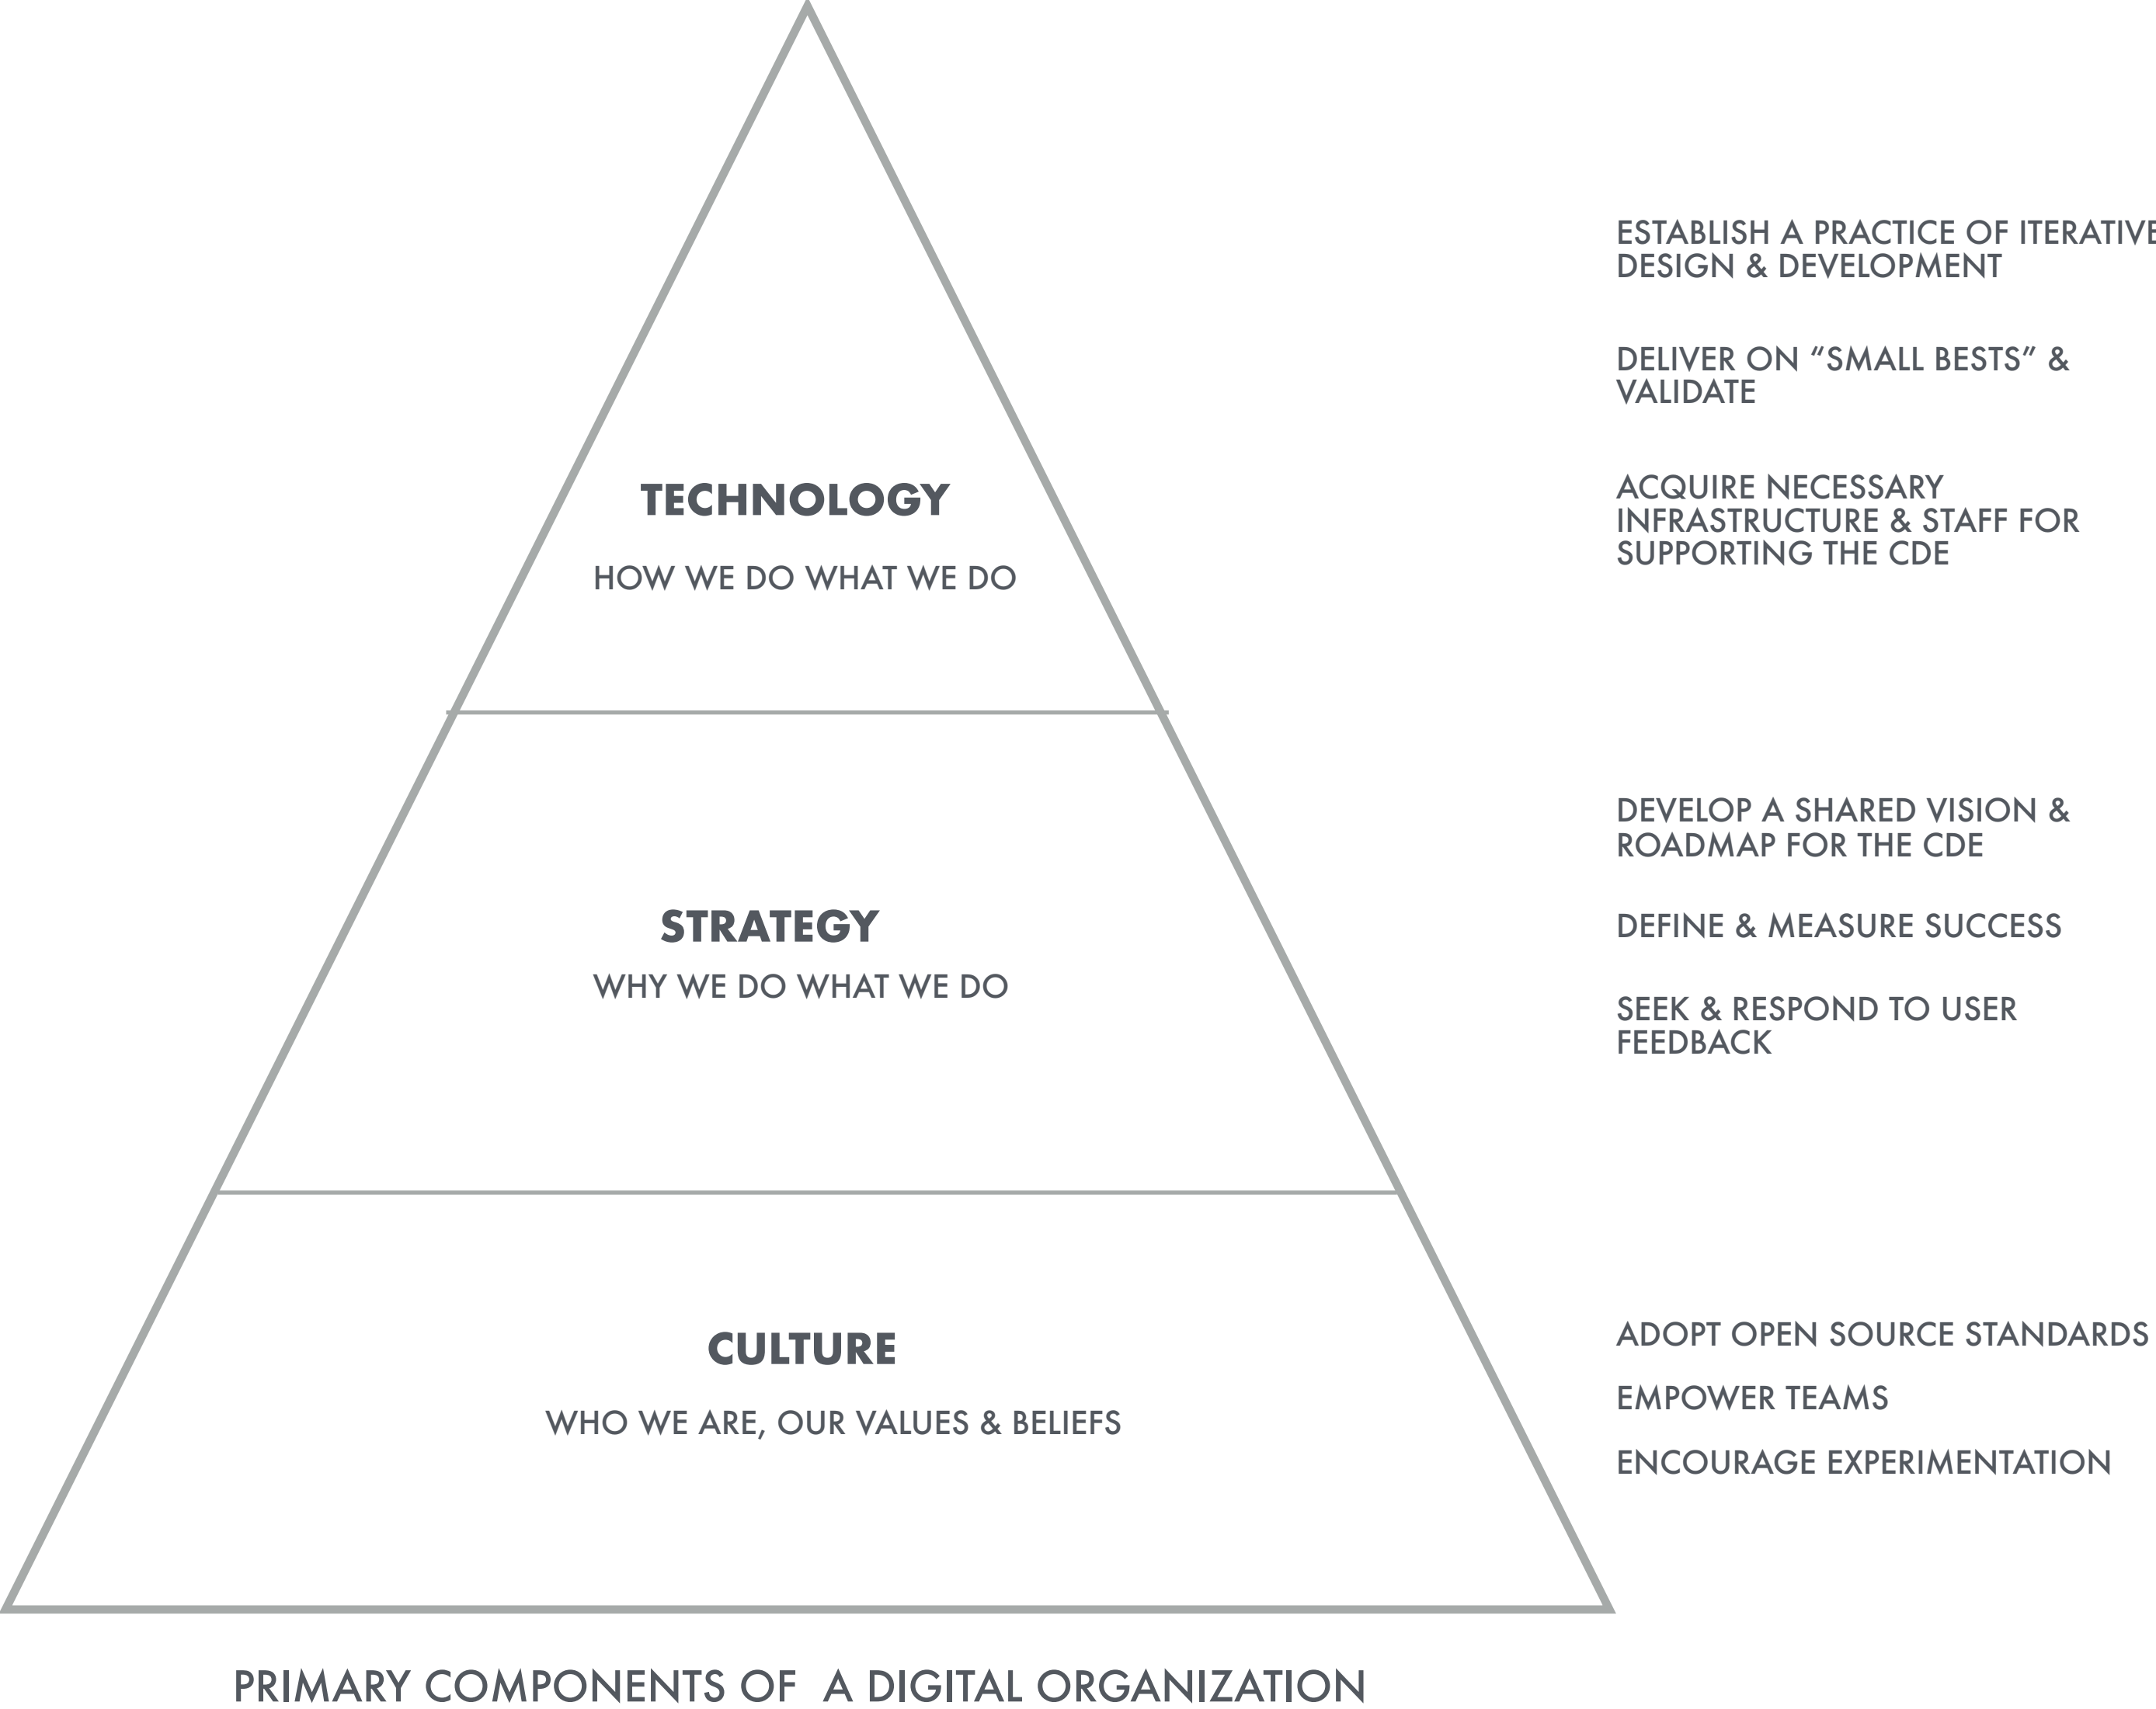 ESTABLISH A PRACTICE OF ITERATIVE
DESIGN & DEVELOPMENT
DELIVER ON “SMALL BESTS” &
VALIDATE
ACQUIRE NECESSARY
INFRASTRUCTURE & STAFF FOR
SUPPORTING THE CDE
TECHNOLOGY
HOW WE DO WHAT WE DO
DEVELOP A SHARED VISION &
ROADMAP FOR THE CDE
DEFINE & MEASURE SUCCESS
SEEK & RESPOND TO USER
FEEDBACK
STRATEGY
WHY WE DO WHAT WE DO
ADOPT OPEN SOURCE STANDARDS
EMPOWER TEAMS
ENCOURAGE EXPERIMENTATION
CULTURE
WHO WE ARE, OUR VALUES & BELIEFS
PRIMARY COMPONENTS OF A DIGITAL ORGANIZATION